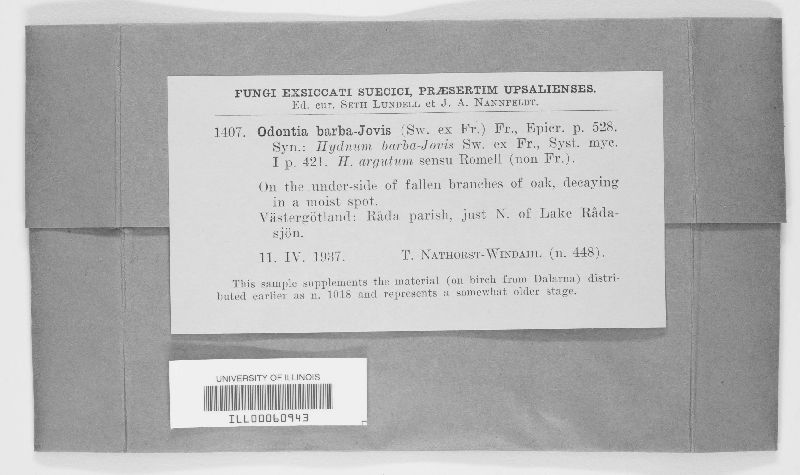 FUNGI EXSICCATI SUECICI, PRÆSERTIM UPSALIENSES.
Ed. cur. SETH LUNDELL et J. A. NANNFELDT.
1407. Odontia barba-Jovis (Sw. ex Fr.) Fr., Epicr. p. 528.
Syn.: Hydnum barba-Jovis Sw. ex Fr., Syst. myc.
I p. 421. H. argutum sensu Romell (non Fr.).
On the under-side of fallen branches of oak, decaying
in a moist spot.
Västergötland: Råda parish, just N. of Lake Råda-
sjön.
11. IV. 1937. T. NATHORST-WINDAHL (n. 448).
This sample supplements the material (on birch from Dalarna) distri-
buted earlier as n. 1018 and represents a somewhat older stage.
UNIVERSITY OF ILLINOIS
ILL00060943